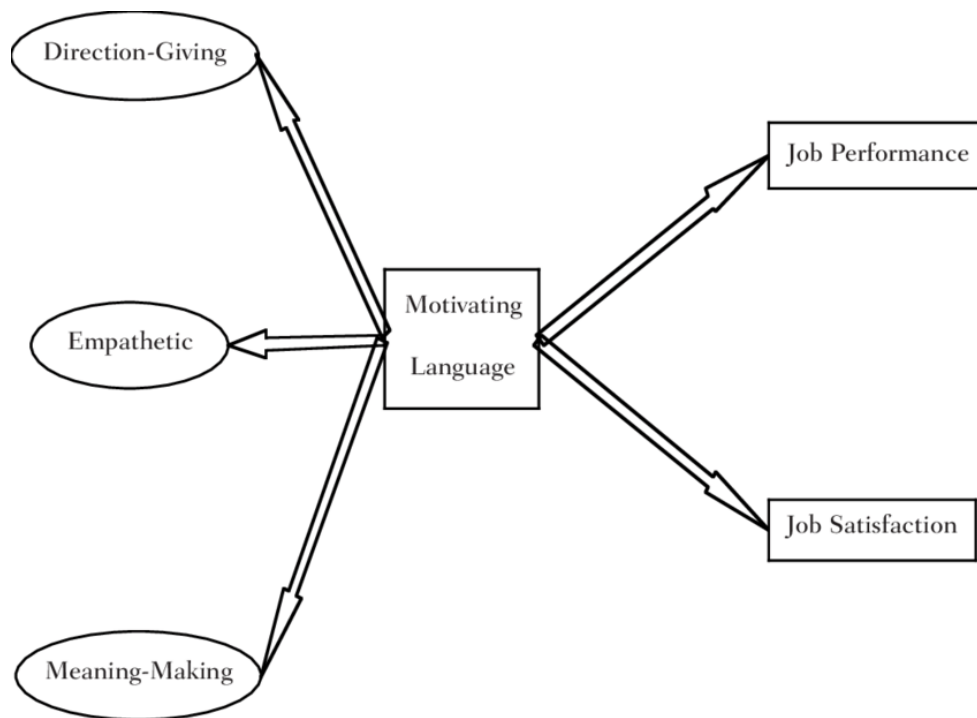 Direction-Giving
Job Performance
Motivating
Language
Empathetic
Job Satisfaction
Meaning-Making